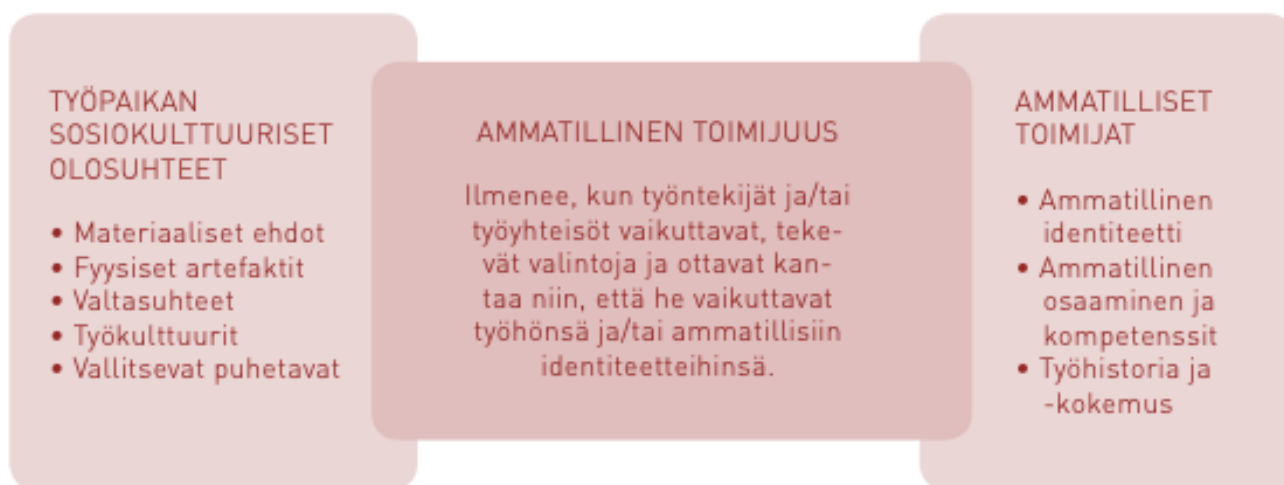 TYÖPAIKAN
SOSIOKULTTUURISET
OLOSUHTEET
• Materiaaliset ehdot
• Fyysiset artefaktit
• Valtasuhteet
• Työkulttuurit
• Vallitsevat puhetavat
AMMATILLINEN TOIMIJUUS
Ilmenee, kun työntekijät ja/tai
työyhteisöt vaikuttavat, teke-
vät valintoja ja ottavat kan-
taa niin, että he vaikuttavat
työhönsä ja/tai ammatillisiin
identiteetteihinsä.
AMMATILLISET
TOIMIJAT
• Ammatillinen
identiteetti
• Ammatillinen
osaaminen ja
kompetenssit
• Työhistoria ja
-kokemus